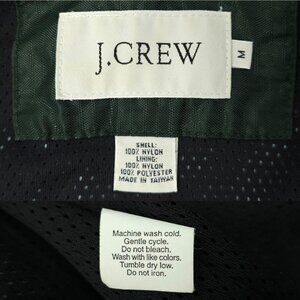 J.CREW
M
SHELL:
100% NYLON
LINING:
100% NYLON
100% POLYESTER
MADE IN TAIWAN
Machine wash cold.
Gentle cycle.
Do not bleach.
Wash with like colors.
Tumble dry low.
Do not iron.